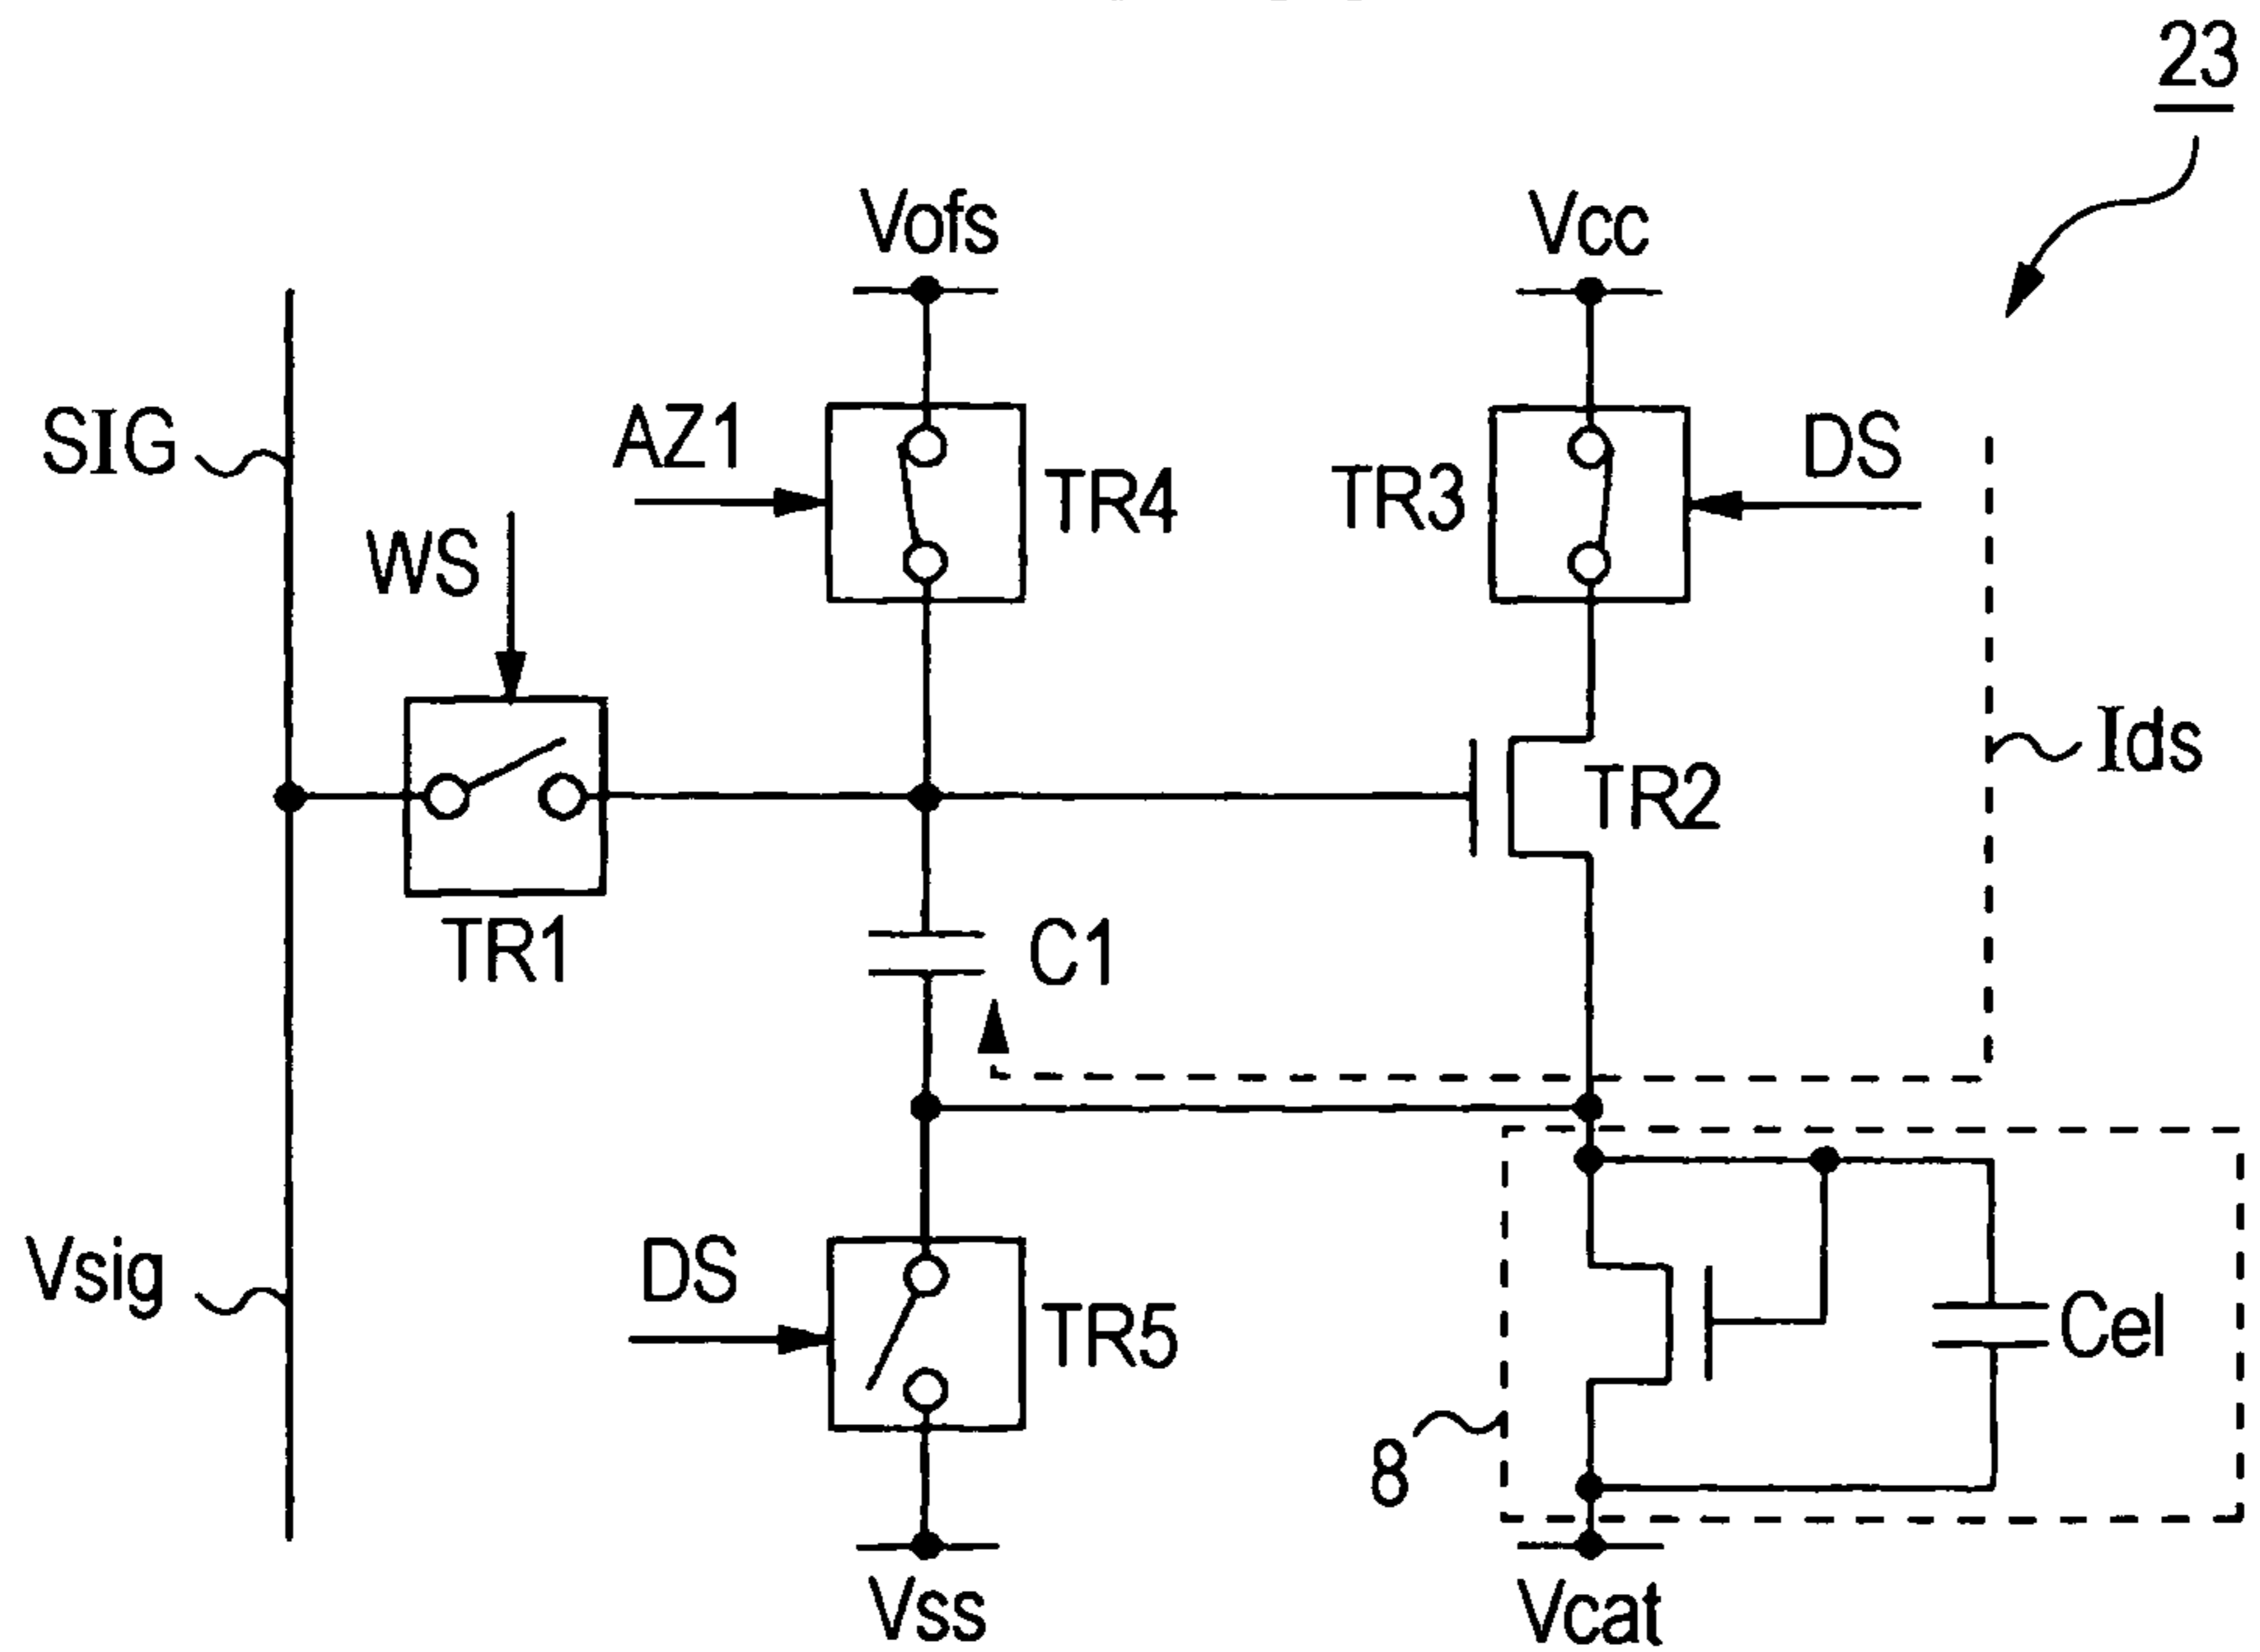 23
Vofs
Vcc
SIG
AZ1
TR4
TR3
DS
WS
Ids
TR2
TR1
C1
Vsig
DS
TR5
Cel
8
Vss
Vcat